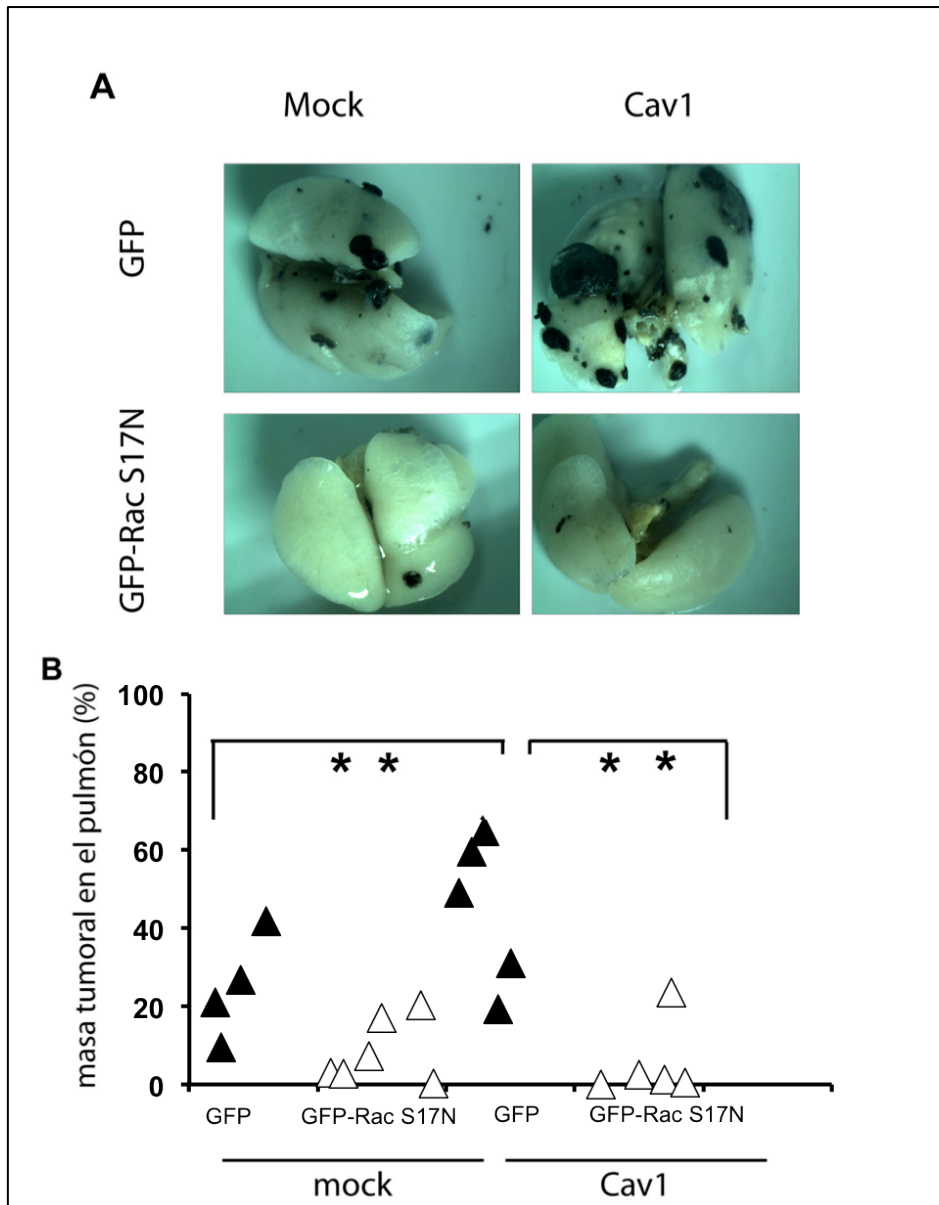 A
Mock Cav1
GFP
GFP-Rac S17N
B
masa tumoral en el pulmón (%)
100
80
60
40
20
0
* * * *
GFP GFP-Rac S17N GFP GFP-Rac S17N
mock Cav1